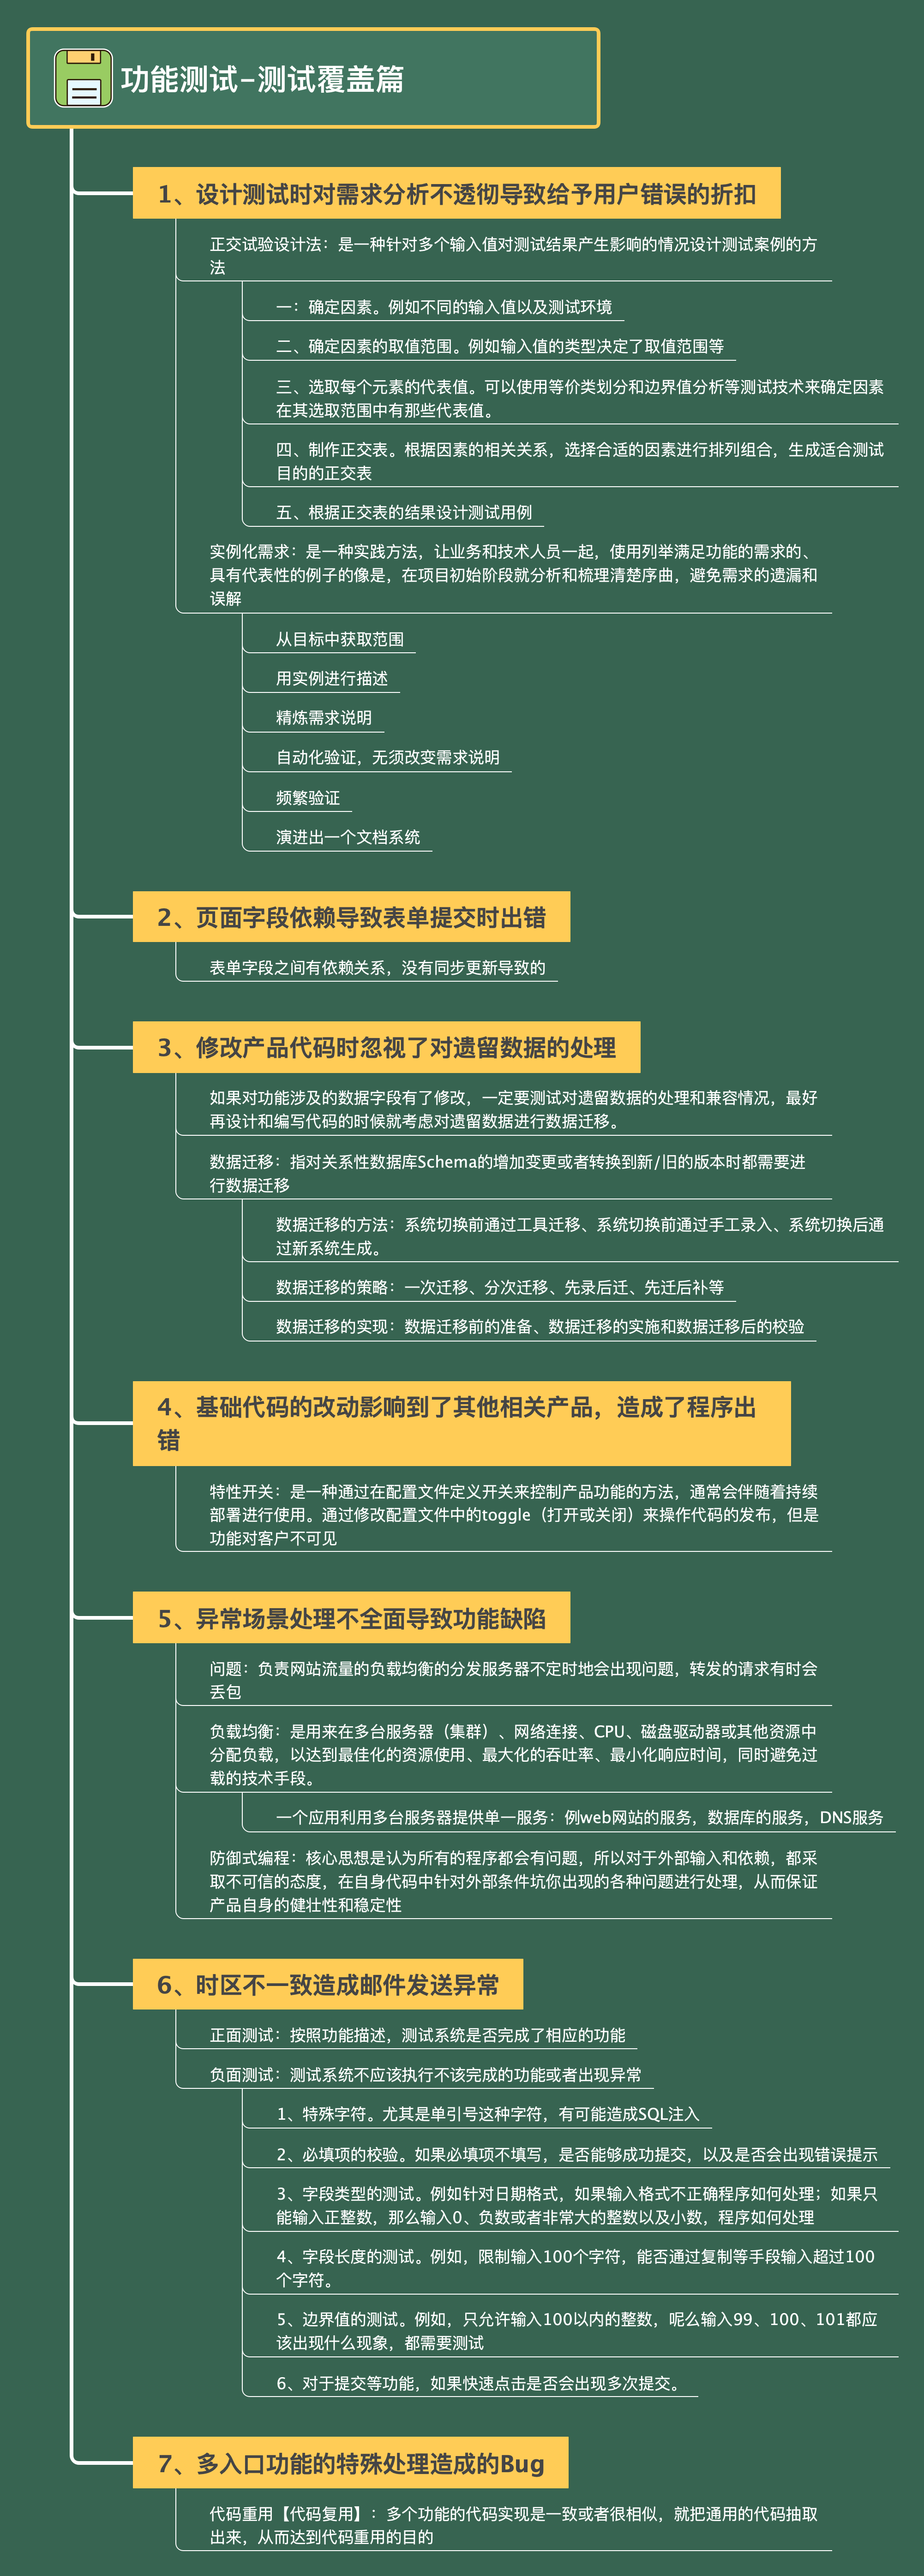 功能测试-测试覆盖篇
1、设计测试时对需求分析不透彻导致给予用户错误的折扣
正交试验设计法：是一种针对多个输入值对测试结果产生影响的情况设计测试案例的方
法
一：确定因素。例如不同的输入值以及测试环境
二、确定因素的取值范围。例如输入值的类型决定了取值范围等
三、选取每个元素的代表值。可以使用等价类划分和边界值分析等测试技术来确定因素
在其选取范围中有那些代表值。
四、制作正交表。根据因素的相关关系，选择合适的因素进行排列组合，生成适合测试
目的的正交表
五、根据正交表的结果设计测试用例
实例化需求：是一种实践方法，让业务和技术人员一起，使用列举满足功能的需求的、
具有代表性的例子的像是，在项目初始阶段就分析和梳理清楚序曲，避免需求的遗漏和
误解
从目标中获取范围
用实例进行描述
精炼需求说明
自动化验证，无须改变需求说明
频繁验证
演进出一个文档系统
2、页面字段依赖导致表单提交时出错
表单字段之间有依赖关系，没有同步更新导致的
3、修改产品代码时忽视了对遗留数据的处理
如果对功能涉及的数据字段有了修改，一定要测试对遗留数据的处理和兼容情况，最好
再设计和编写代码的时候就考虑对遗留数据进行数据迁移。
数据迁移：指对关系性数据库Schema的增加变更或者转换到新/旧的版本时都需要进
行数据迁移
数据迁移的方法：系统切换前通过工具迁移、系统切换前通过手工录入、系统切换后通
过新系统生成。
数据迁移的策略：一次迁移、分次迁移、先录后迁、先迁后补等
数据迁移的实现：数据迁移前的准备、数据迁移的实施和数据迁移后的校验
4、基础代码的改动影响到了其他相关产品，造成了程序出
错
特性开关：是一种通过在配置文件定义开关来控制产品功能的方法，通常会伴随着持续
部署进行使用。通过修改配置文件中的toggle（打开或关闭）来操作代码的发布，但是
功能对客户不可见
5、异常场景处理不全面导致功能缺陷
问题：负责网站流量的负载均衡的分发服务器不定时地会出现问题，转发的请求有时会
丢包
负载均衡：是用来在多台服务器（集群）、网络连接、CPU、磁盘驱动器或其他资源中
分配负载，以达到最佳化的资源使用、最大化的吞吐率、最小化响应时间，同时避免过
载的技术手段。
一个应用利用多台服务器提供单一服务：例web网站的服务，数据库的服务，DNS服务
防御式编程：核心思想是认为所有的程序都会有问题，所以对于外部输入和依赖，都采
取不可信的态度，在自身代码中针对外部条件坑你出现的各种问题进行处理，从而保证
产品自身的健壮性和稳定性
6、时区不一致造成邮件发送异常
正面测试：按照功能描述，测试系统是否完成了相应的功能
负面测试：测试系统不应该执行不该完成的功能或者出现异常
1、特殊字符。尤其是单引号这种字符，有可能造成SQL注入
2、必填项的校验。如果必填项不填写，是否能够成功提交，以及是否会出现错误提示
3、字段类型的测试。例如针对日期格式，如果输入格式不正确程序如何处理；如果只
能输入正整数，那么输入0、负数或者非常大的整数以及小数，程序如何处理
4、字段长度的测试。例如，限制输入100个字符，能否通过复制等手段输入超过100
个字符。
5、边界值的测试。例如，只允许输入100以内的整数，呢么输入99、100、101都应
该出现什么现象，都需要测试
6、对于提交等功能，如果快速点击是否会出现多次提交。
7、多入口功能的特殊处理造成的Bug
代码重用【代码复用】：多个功能的代码实现是一致或者很相似，就把通用的代码抽取
出来，从而达到代码重用的目的